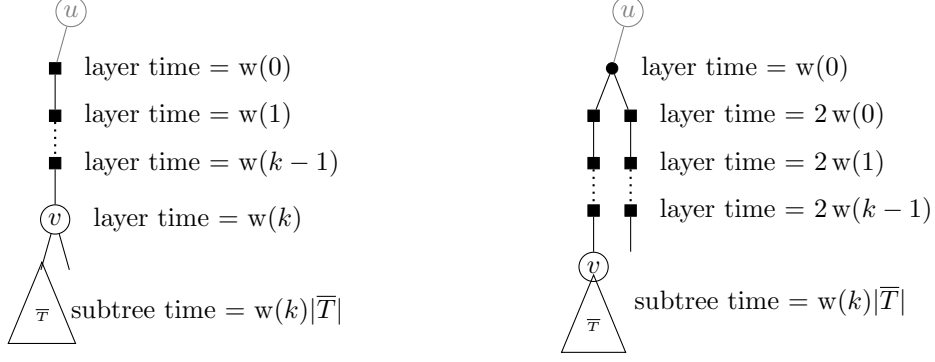 u
layer time = w(0)
layer time = w(1)
layer time = w(k − 1)
v
layer time = w(k)
T̅
subtree time = w(k)|T̅|
u
layer time = w(0)
layer time = 2 w(0)
layer time = 2 w(1)
layer time = 2 w(k − 1)
v
T̅
subtree time = w(k)|T̅|